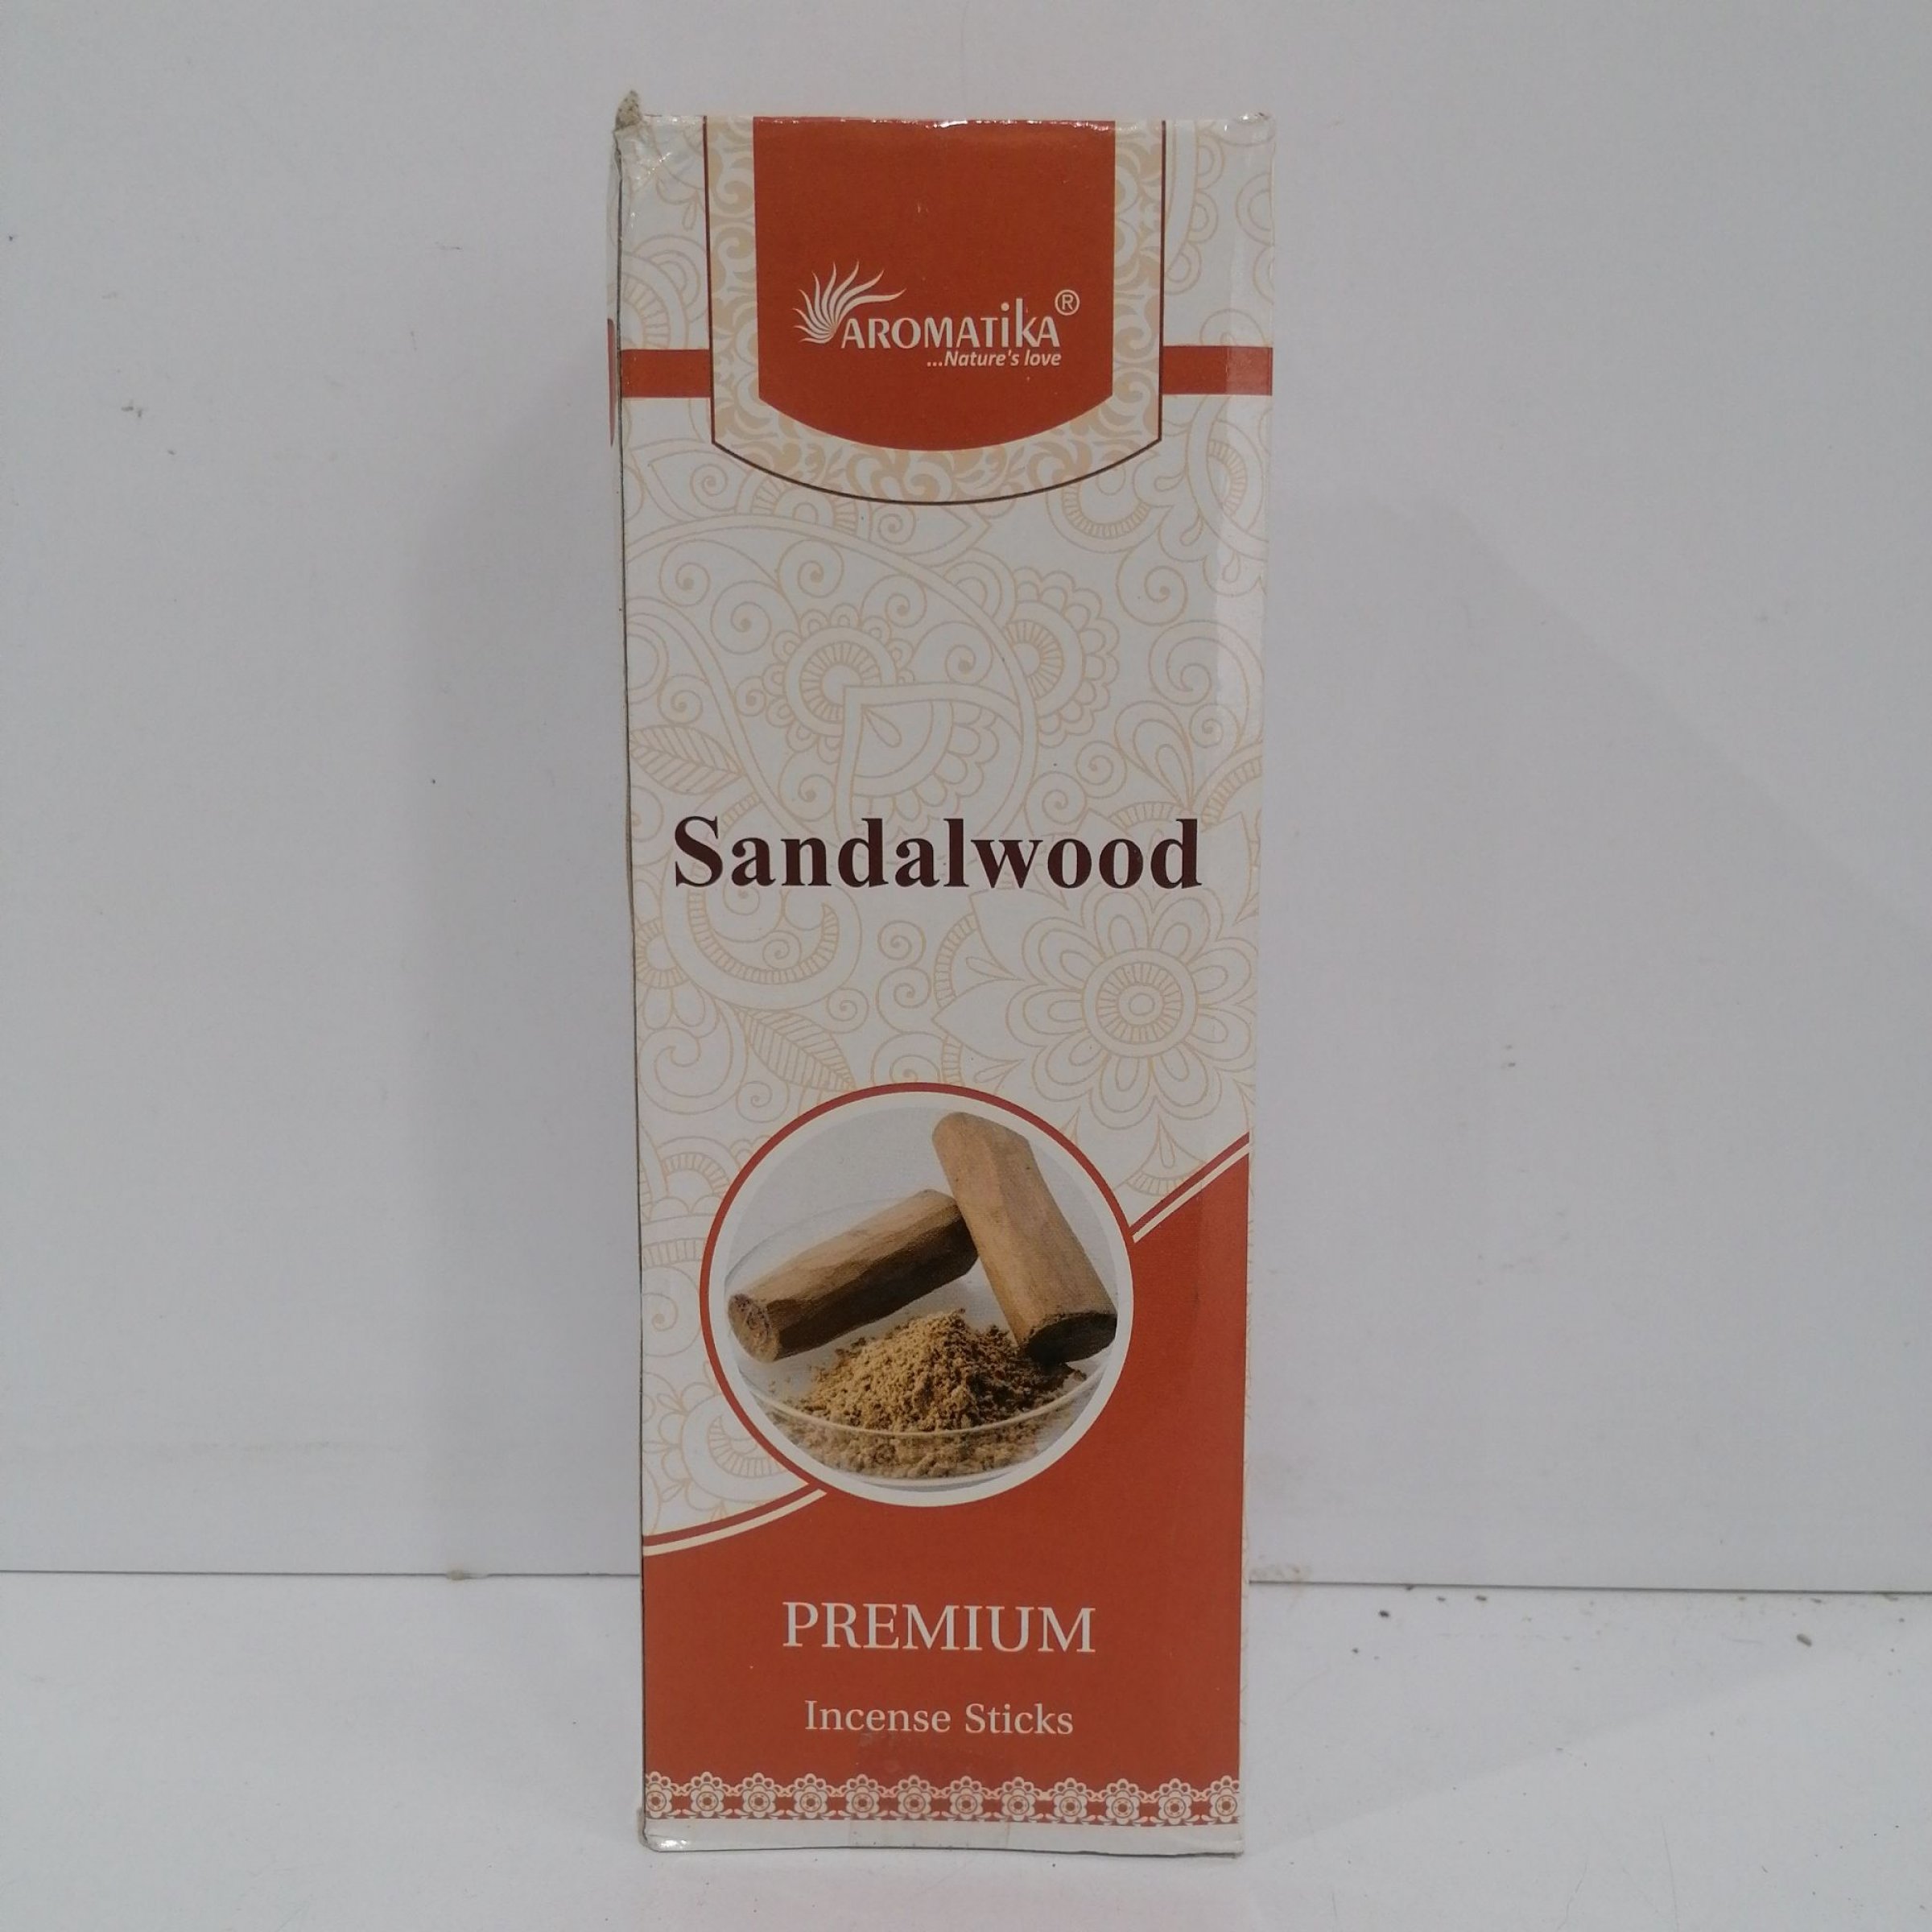 AROMATIKA®
...Nature's love
Sandalwood
PREMIUM
Incense Sticks